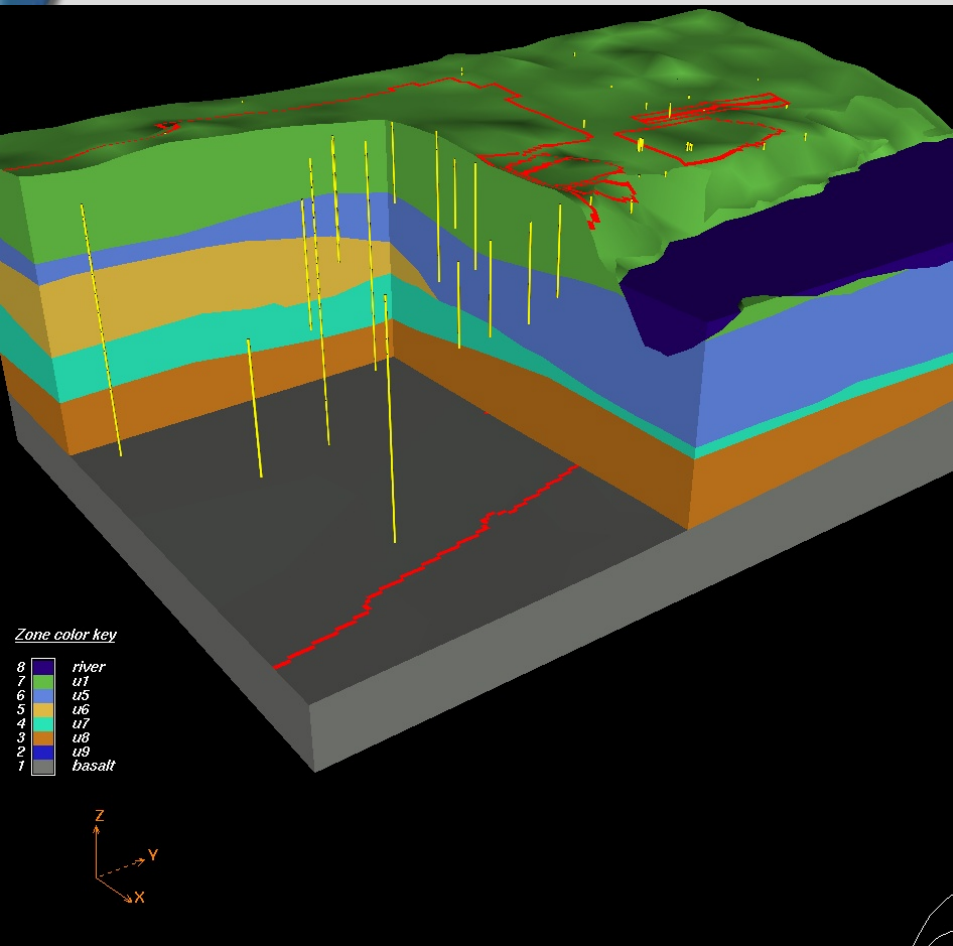 Zone color key
8 river
7 u1
6 u5
5 u6
4 u7
3 u8
2 u9
1 basalt
Z
Y
X